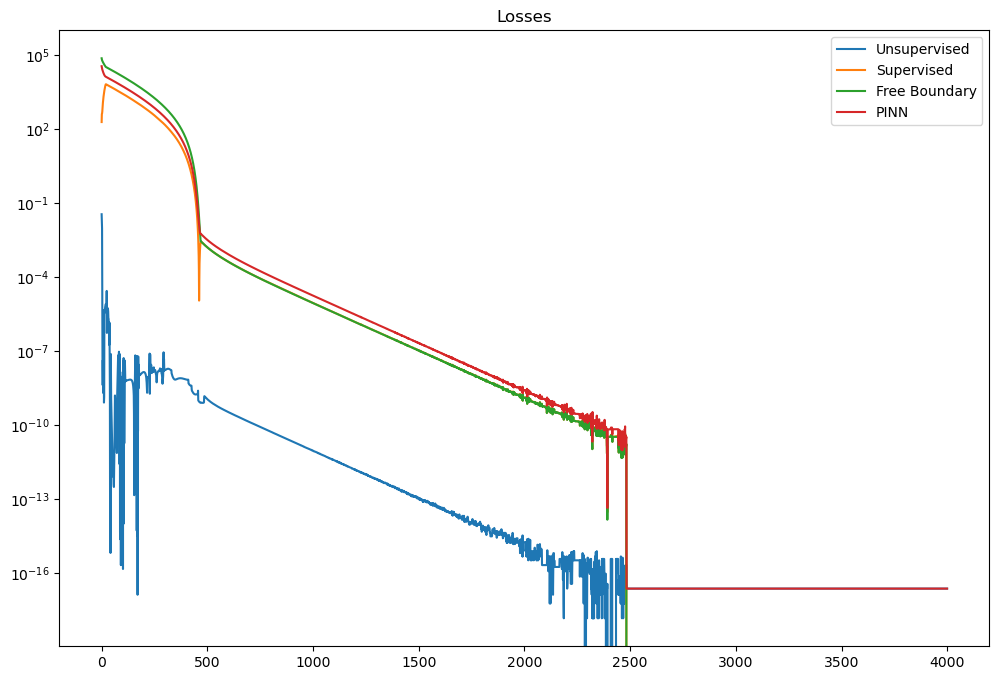 Losses
Unsupervised
Supervised
Free Boundary
PINN
10^5
10^2
10^-1
10^-4
10^-7
10^-10
10^-13
10^-16
0 500 1000 1500 2000 2500 3000 3500 4000